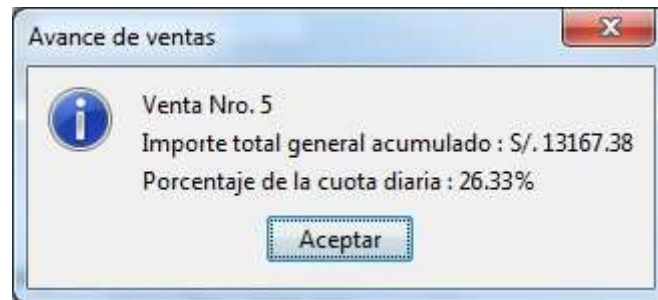 Avance de ventas
Venta Nro. 5
Importe total general acumulado : S/. 13167.38
Porcentaje de la cuota diaria : 26.33%
Aceptar